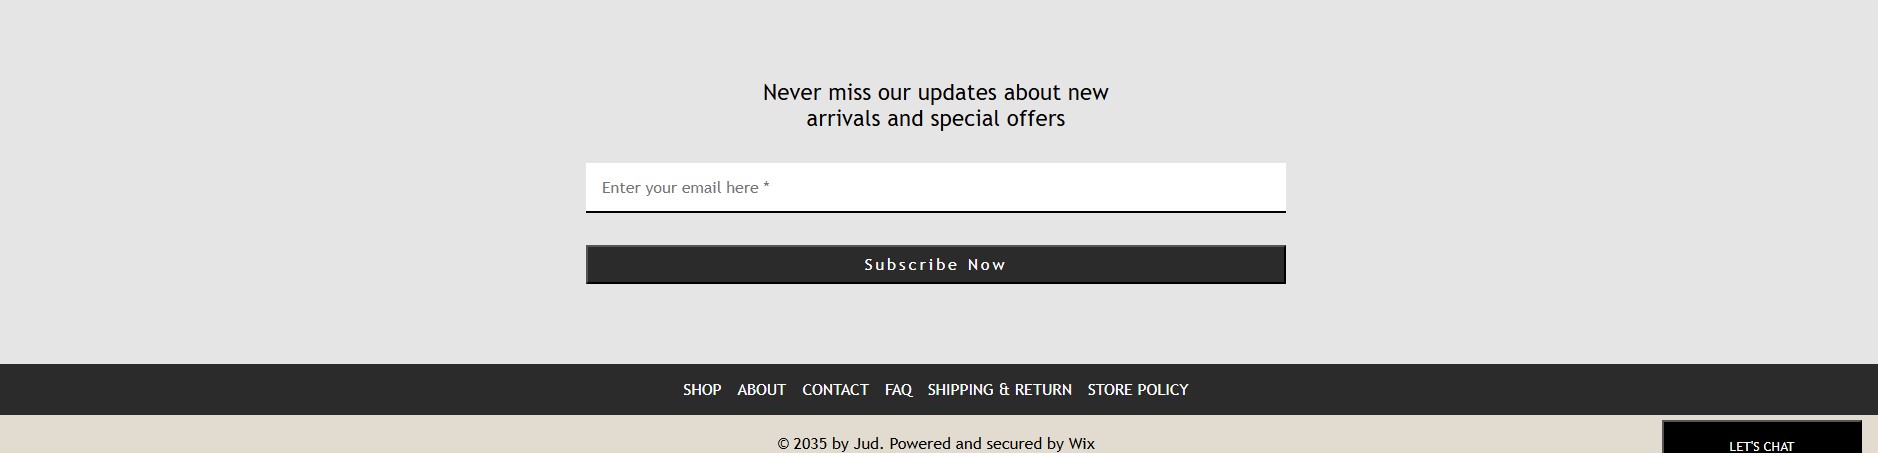 Never miss our updates about new
arrivals and special offers
Enter your email here *
Subscribe Now
SHOP ABOUT CONTACT FAQ SHIPPING & RETURN STORE POLICY
© 2035 by Jud. Powered and secured by Wix
LET'S CHAT